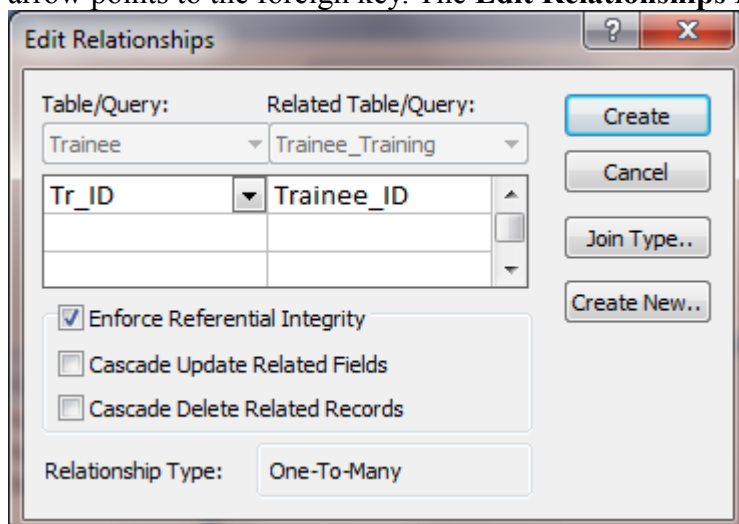 arrow points to the foreign key. The Edit Relationships
Edit Relationships
?
Table/Query: Related Table/Query:
Create
Trainee Trainee_Training
Cancel
Tr_ID Trainee_ID
Join Type..
Create New..
Enforce Referential Integrity
Cascade Update Related Fields
Cascade Delete Related Records
Relationship Type: One-To-Many